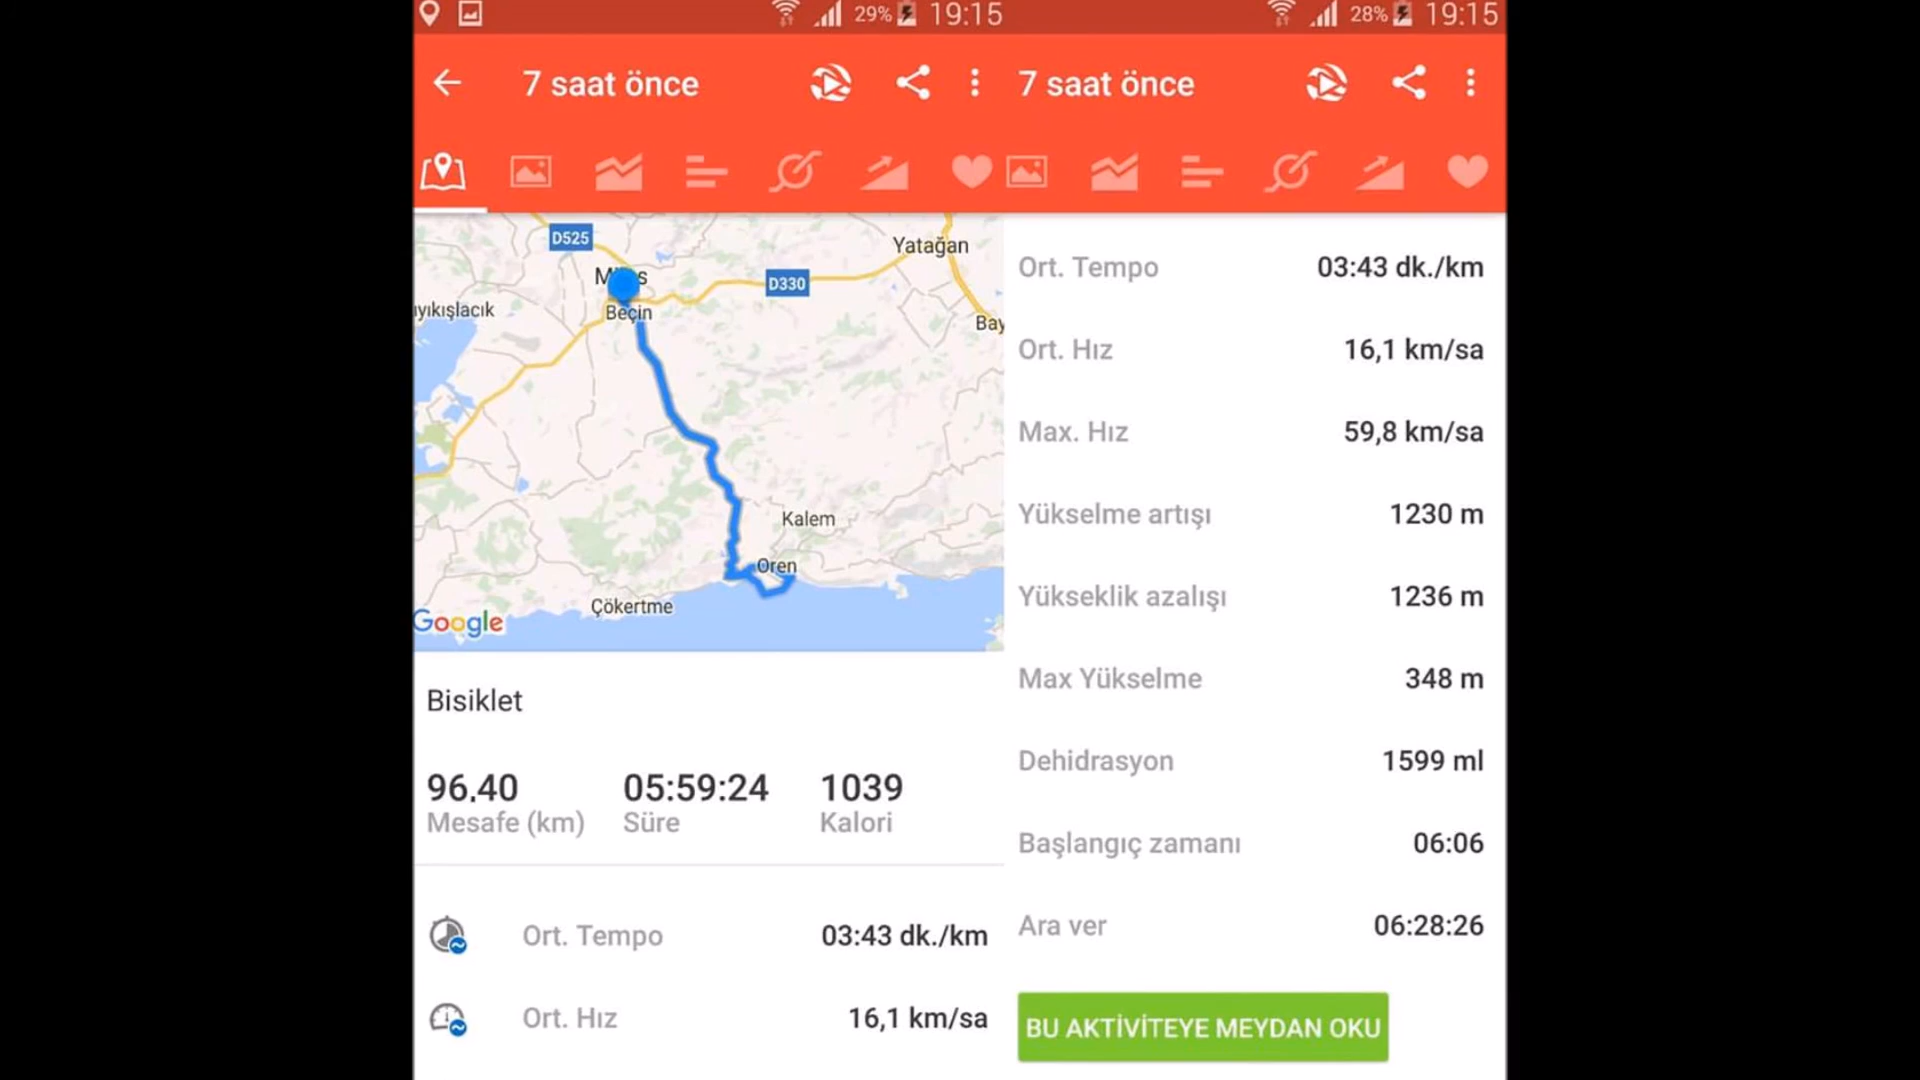 29% 19:15
7 saat önce
D525
Yatağan
D330
yıkışlacık
Beçin
Bay
Kalem
Oren
Çökertme
Google
Bisiklet
96,40 05:59:24 1039
Mesafe (km) Süre Kalori
Ort. Tempo 03:43 dk./km
Ort. Hız 16,1 km/sa
28% 19:15
7 saat önce
Ort. Tempo 03:43 dk./km
Ort. Hız 16,1 km/sa
Max. Hız 59,8 km/sa
Yükselme artışı 1230 m
Yükseklik azalışı 1236 m
Max Yükselme 348 m
Dehidrasyon 1599 ml
Başlangıç zamanı 06:06
Ara ver 06:28:26
BU AKTİVİTEYE MEYDAN OKU